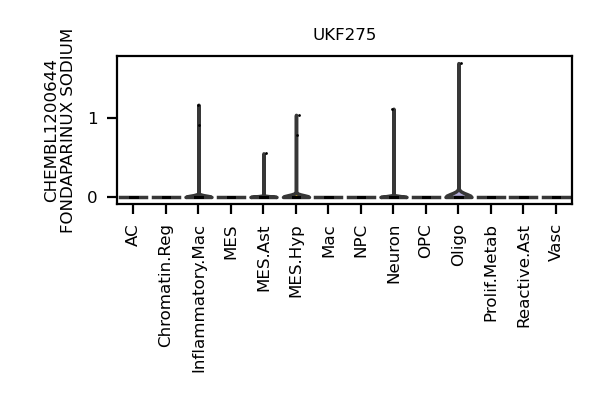 UKF275
CHEMBL1200644
FONDAPARINUX SODIUM
1
0
AC
Chromatin.Reg
Inflammatory.Mac
MES
MES.Ast
MES.Hyp
Mac
NPC
Neuron
OPC
Oligo
Prolif.Metab
Reactive.Ast
Vasc